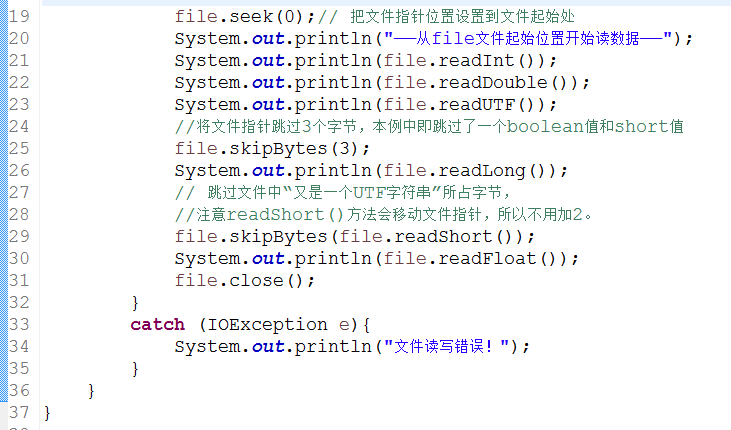 19 file.seek(0);// 把文件指针位置设置到文件起始处
20 System.out.println("——从file文件起始位置开始读数据——");
21 System.out.println(file.readInt());
22 System.out.println(file.readDouble());
23 System.out.println(file.readUTF());
24 //将文件指针跳过3个字节，本例中即跳过了一个boolean值和short值
25 file.skipBytes(3);
26 System.out.println(file.readLong());
27 // 跳过文件中“又是一个UTF字符串”所占字节，
28 //注意readShort()方法会移动文件指针，所以不用加2。
29 file.skipBytes(file.readShort());
30 System.out.println(file.readFloat());
31 file.close();
32 }
33 catch (IOException e){
34 System.out.println("文件读写错误！");
35 }
36 }
37 }